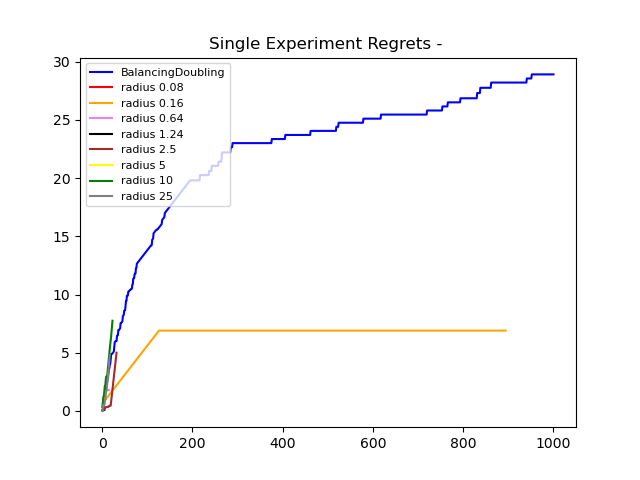 Single Experiment Regrets -
BalancingDoubling
radius 0.08
radius 0.16
radius 0.64
radius 1.24
radius 2.5
radius 5
radius 10
radius 25
30
25
20
15
10
5
0
0 200 400 600 800 1000